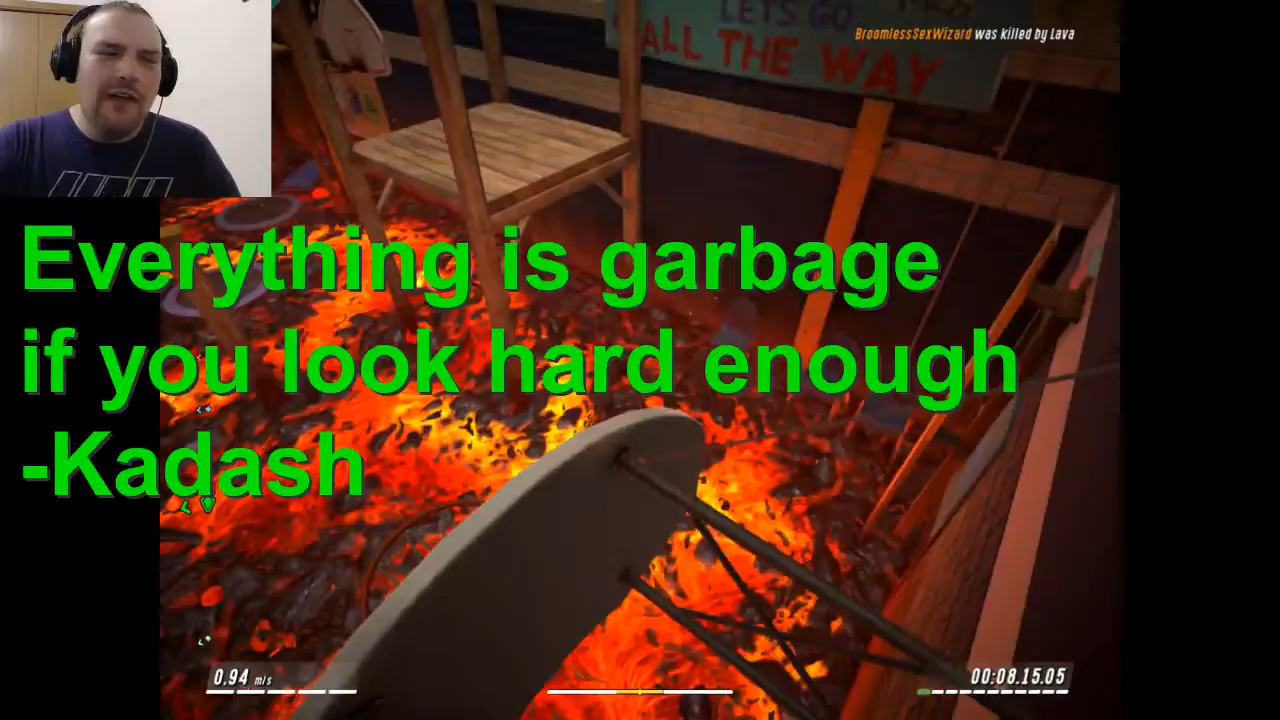 LETS GO
ALL THE WAY
BroomlessSexWizard was killed by Lava
Everything is garbage
if you look hard enough
-Kadash
0.94 m/s
00:08.15.05